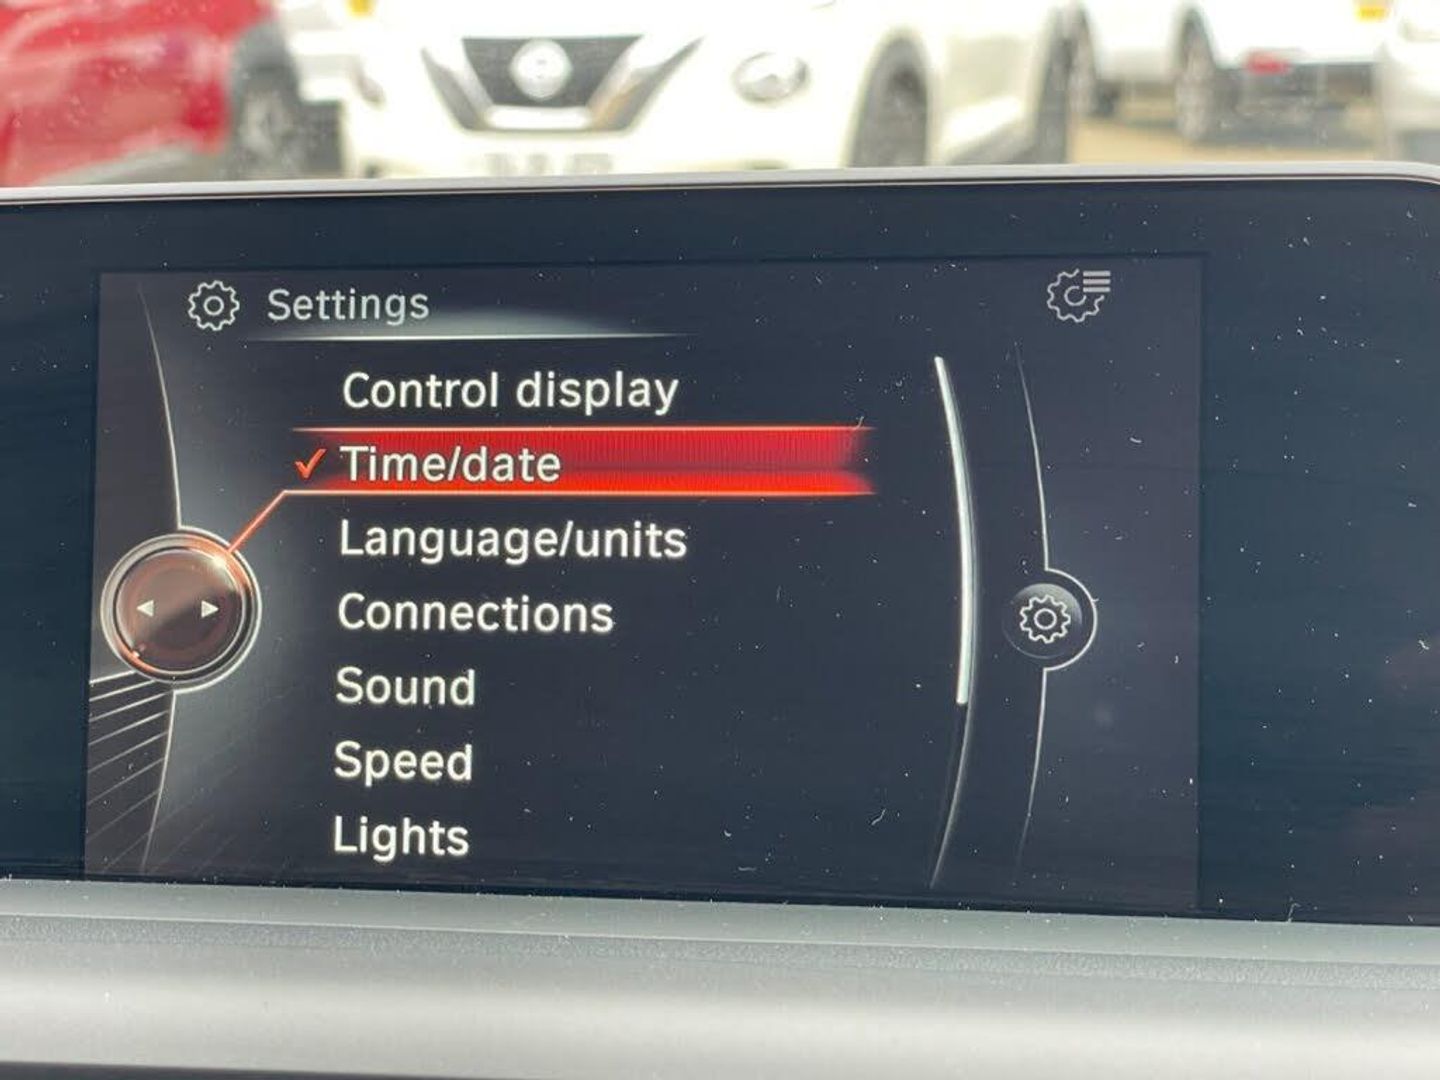 Settings
Control display
Time/date
Language/units
Connections
Sound
Speed
Lights